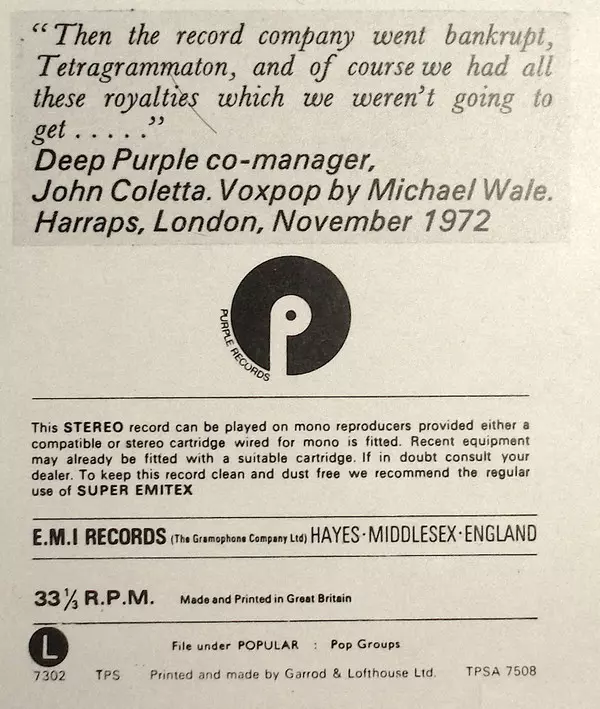 “Then the record company went bankrupt,
Tetragrammaton, and of course we had all
these royalties which we weren't going to
get . . . . .”
Deep Purple co-manager,
John Coletta. Voxpop by Michael Wale.
Harraps, London, November 1972
P
PURPLE RECORDS
This STEREO record can be played on mono reproducers provided either a
compatible or stereo cartridge wired for mono is fitted. Recent equipment
may already be fitted with a suitable cartridge. If in doubt consult your
dealer. To keep this record clean and dust free we recommend the regular
use of SUPER EMITEX
E.M.I RECORDS (The Gramophone Company Ltd) HAYES·MIDDLESEX·ENGLAND
33⅓ R.P.M. Made and Printed in Great Britain
L File under POPULAR : Pop Groups
7302 TPS Printed and made by Garrod & Lofthouse Ltd. TPSA 7508